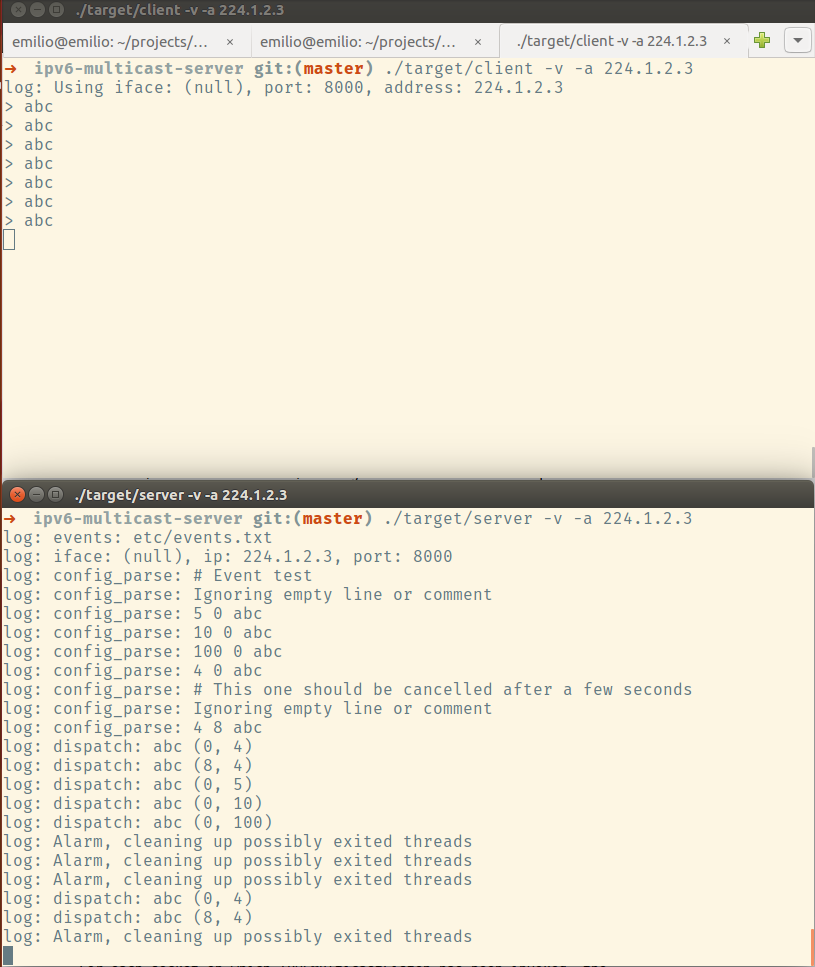 ./target/client -v -a 224.1.2.3
emilio@emilio: ~/projects/... × emilio@emilio: ~/projects/... × ./target/client -v -a 224.1.2.3 ×
➜ ipv6-multicast-server git:(master) ./target/client -v -a 224.1.2.3
log: Using iface: (null), port: 8000, address: 224.1.2.3
> abc
> abc
> abc
> abc
> abc
> abc
> abc
./target/server -v -a 224.1.2.3
➜ ipv6-multicast-server git:(master) ./target/server -v -a 224.1.2.3
log: events: etc/events.txt
log: iface: (null), ip: 224.1.2.3, port: 8000
log: config_parse: # Event test
log: config_parse: Ignoring empty line or comment
log: config_parse: 5 0 abc
log: config_parse: 10 0 abc
log: config_parse: 100 0 abc
log: config_parse: 4 0 abc
log: config_parse: # This one should be cancelled after a few seconds
log: config_parse: Ignoring empty line or comment
log: config_parse: 4 8 abc
log: dispatch: abc (0, 4)
log: dispatch: abc (8, 4)
log: dispatch: abc (0, 5)
log: dispatch: abc (0, 10)
log: dispatch: abc (0, 100)
log: Alarm, cleaning up possibly exited threads
log: Alarm, cleaning up possibly exited threads
log: Alarm, cleaning up possibly exited threads
log: dispatch: abc (0, 4)
log: dispatch: abc (8, 4)
log: Alarm, cleaning up possibly exited threads